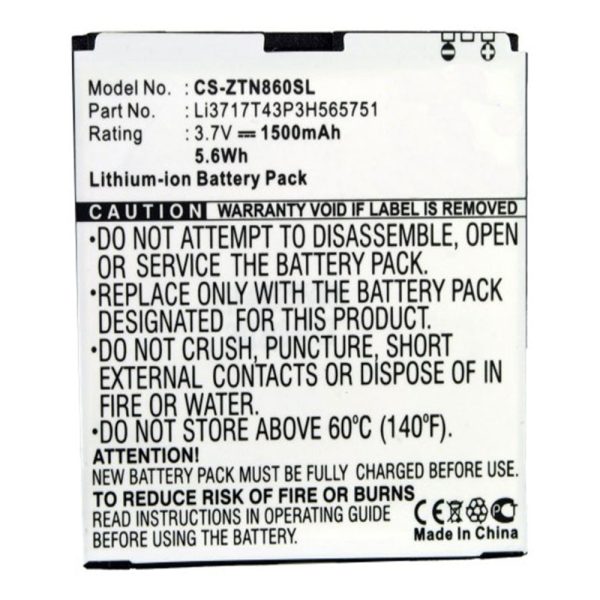 Model No. : CS-ZTN860SL
Part No. : Li3717T43P3H565751
Rating : 3.7V 1500mAh
5.6Wh
Lithium-ion Battery Pack
CAUTION WARRANTY VOID IF LABEL IS REMOVED
•DO NOT ATTEMPT TO DISASSEMBLE, OPEN
OR SERVICE THE BATTERY PACK.
•REPLACE ONLY WITH THE BATTERY PACK
DESIGNATED FOR THIS PRODUCT.
•DO NOT CRUSH, PUNCTURE, SHORT
EXTERNAL CONTACTS OR DISPOSE IN
FIRE OR WATER.
•DO NOT STORE ABOVE 60°C (140°F).
ATTENTION:
NEW BATTERY PACK MUST BE FULLY CHARGED BEFORE USE.
TO REDUCE RISK OF FIRE OR BURNS
READ INSTRUCTIONS IN OPERATING GUIDE
BEFORE USING THE BATTERY.
CE
Made In China